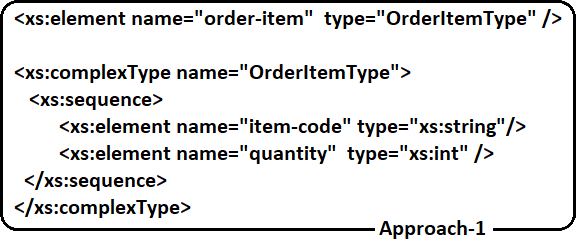 <xs:element name="order-item"  type="OrderItemType" />
<xs:complexType name="OrderItemType">
<xs:sequence>
<xs:element name="item-code" type="xs:string"/>
<xs:element name="quantity"  type="xs:int" />
</xs:sequence>
</xs:complexType>
Approach-1